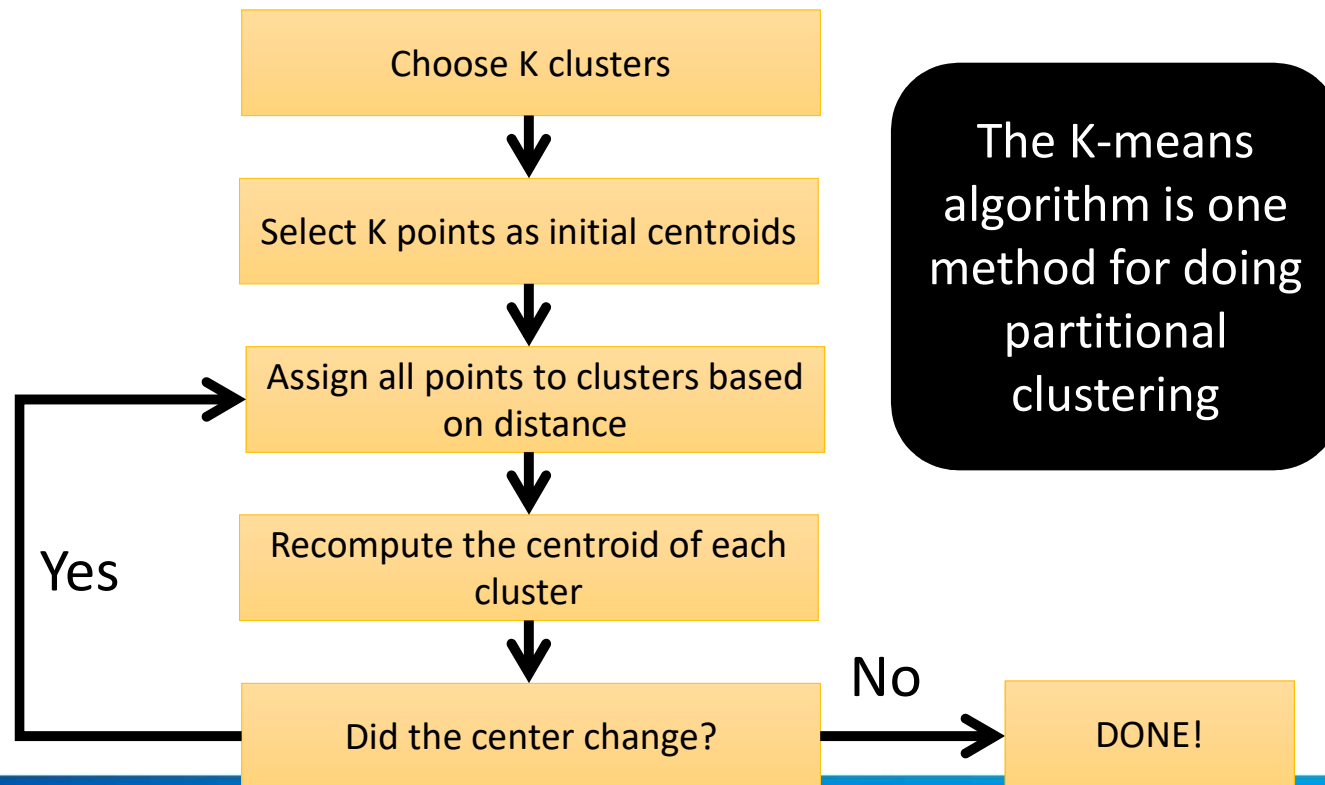 Choose K clusters
Select K points as initial centroids
Assign all points to clusters based
on distance
Recompute the centroid of each
cluster
Did the center change?
Yes
No
DONE!
The K-means
algorithm is one
method for doing
partitional
clustering